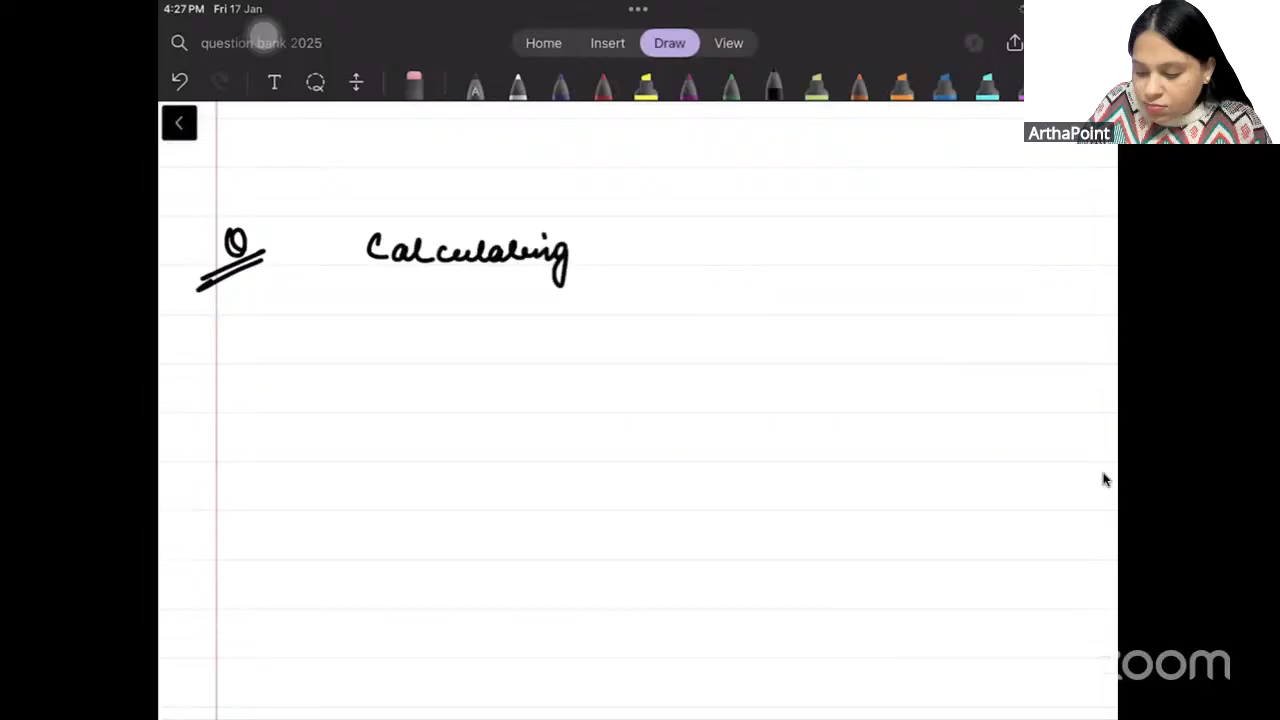 4:27 PM Fri 17 Jan
question bank 2025
Home Insert Draw View
T
A
ArthaPoint
Q Calculating
zoom